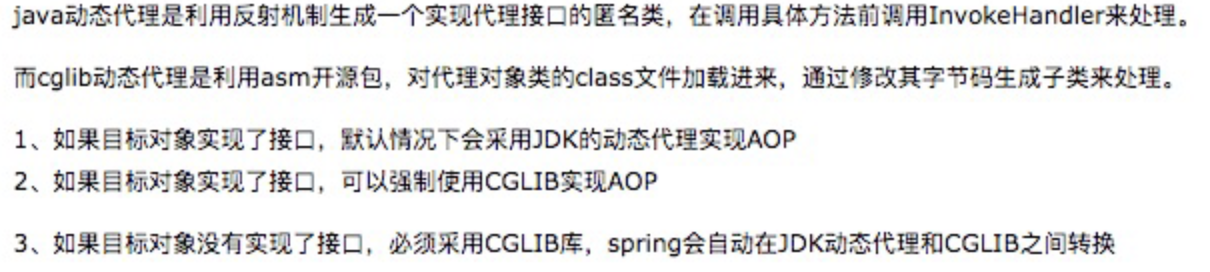 java动态代理是利用反射机制生成一个实现代理接口的匿名类，在调用具体方法前调用InvokeHandler来处理。
而cglib动态代理是利用asm开源包，对代理对象类的class文件加载进来，通过修改其字节码生成子类来处理。
1、如果目标对象实现了接口，默认情况下会采用JDK的动态代理实现AOP
2、如果目标对象实现了接口，可以强制使用CGLIB实现AOP
3、如果目标对象没有实现了接口，必须采用CGLIB库，spring会自动在JDK动态代理和CGLIB之间转换